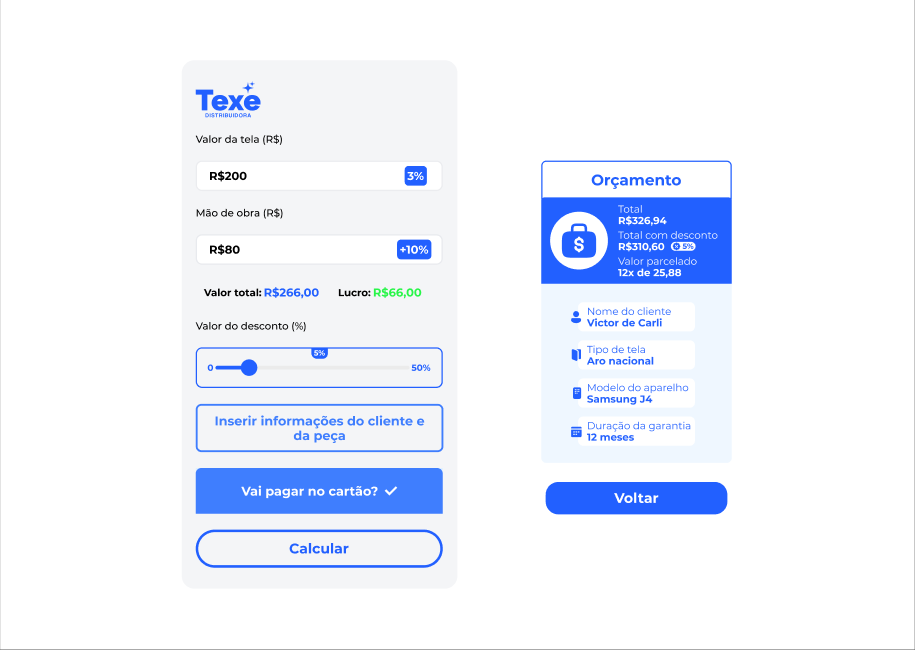 Texe
DISTRIBUIDORA
Valor da tela (R$)
R$200
3%
Mão de obra (R$)
R$80
+10%
Valor total: R$266,00 Lucro: R$66,00
Valor do desconto (%)
5%
0
50%
Inserir informações do cliente e
da peça
Vai pagar no cartão?
Calcular
Orçamento
Total
R$326,94
Total com desconto
R$310,60 5%
Valor parcelado
12x de 25,88
$
Nome do cliente
Victor de Carli
Tipo de tela
Aro nacional
Modelo do aparelho
Samsung J4
Duração da garantia
12 meses
Voltar